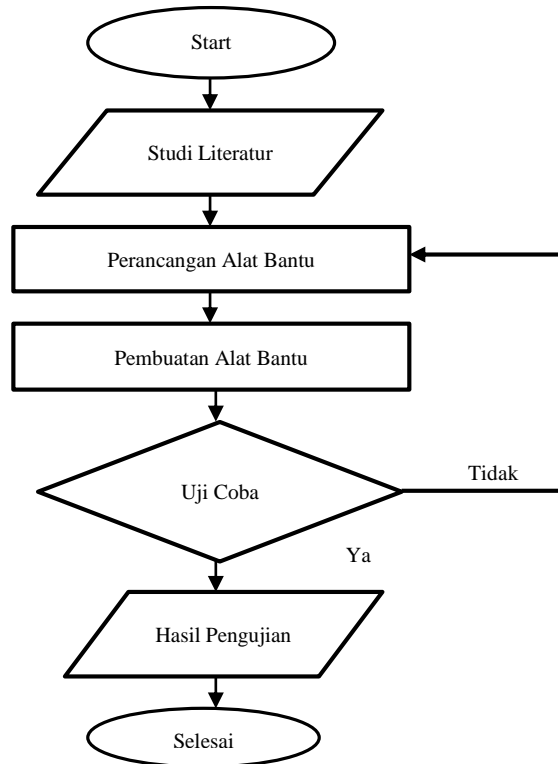 Start
Studi Literatur
Perancangan Alat Bantu
Pembuatan Alat Bantu
Uji Coba
Tidak
Ya
Hasil Pengujian
Selesai